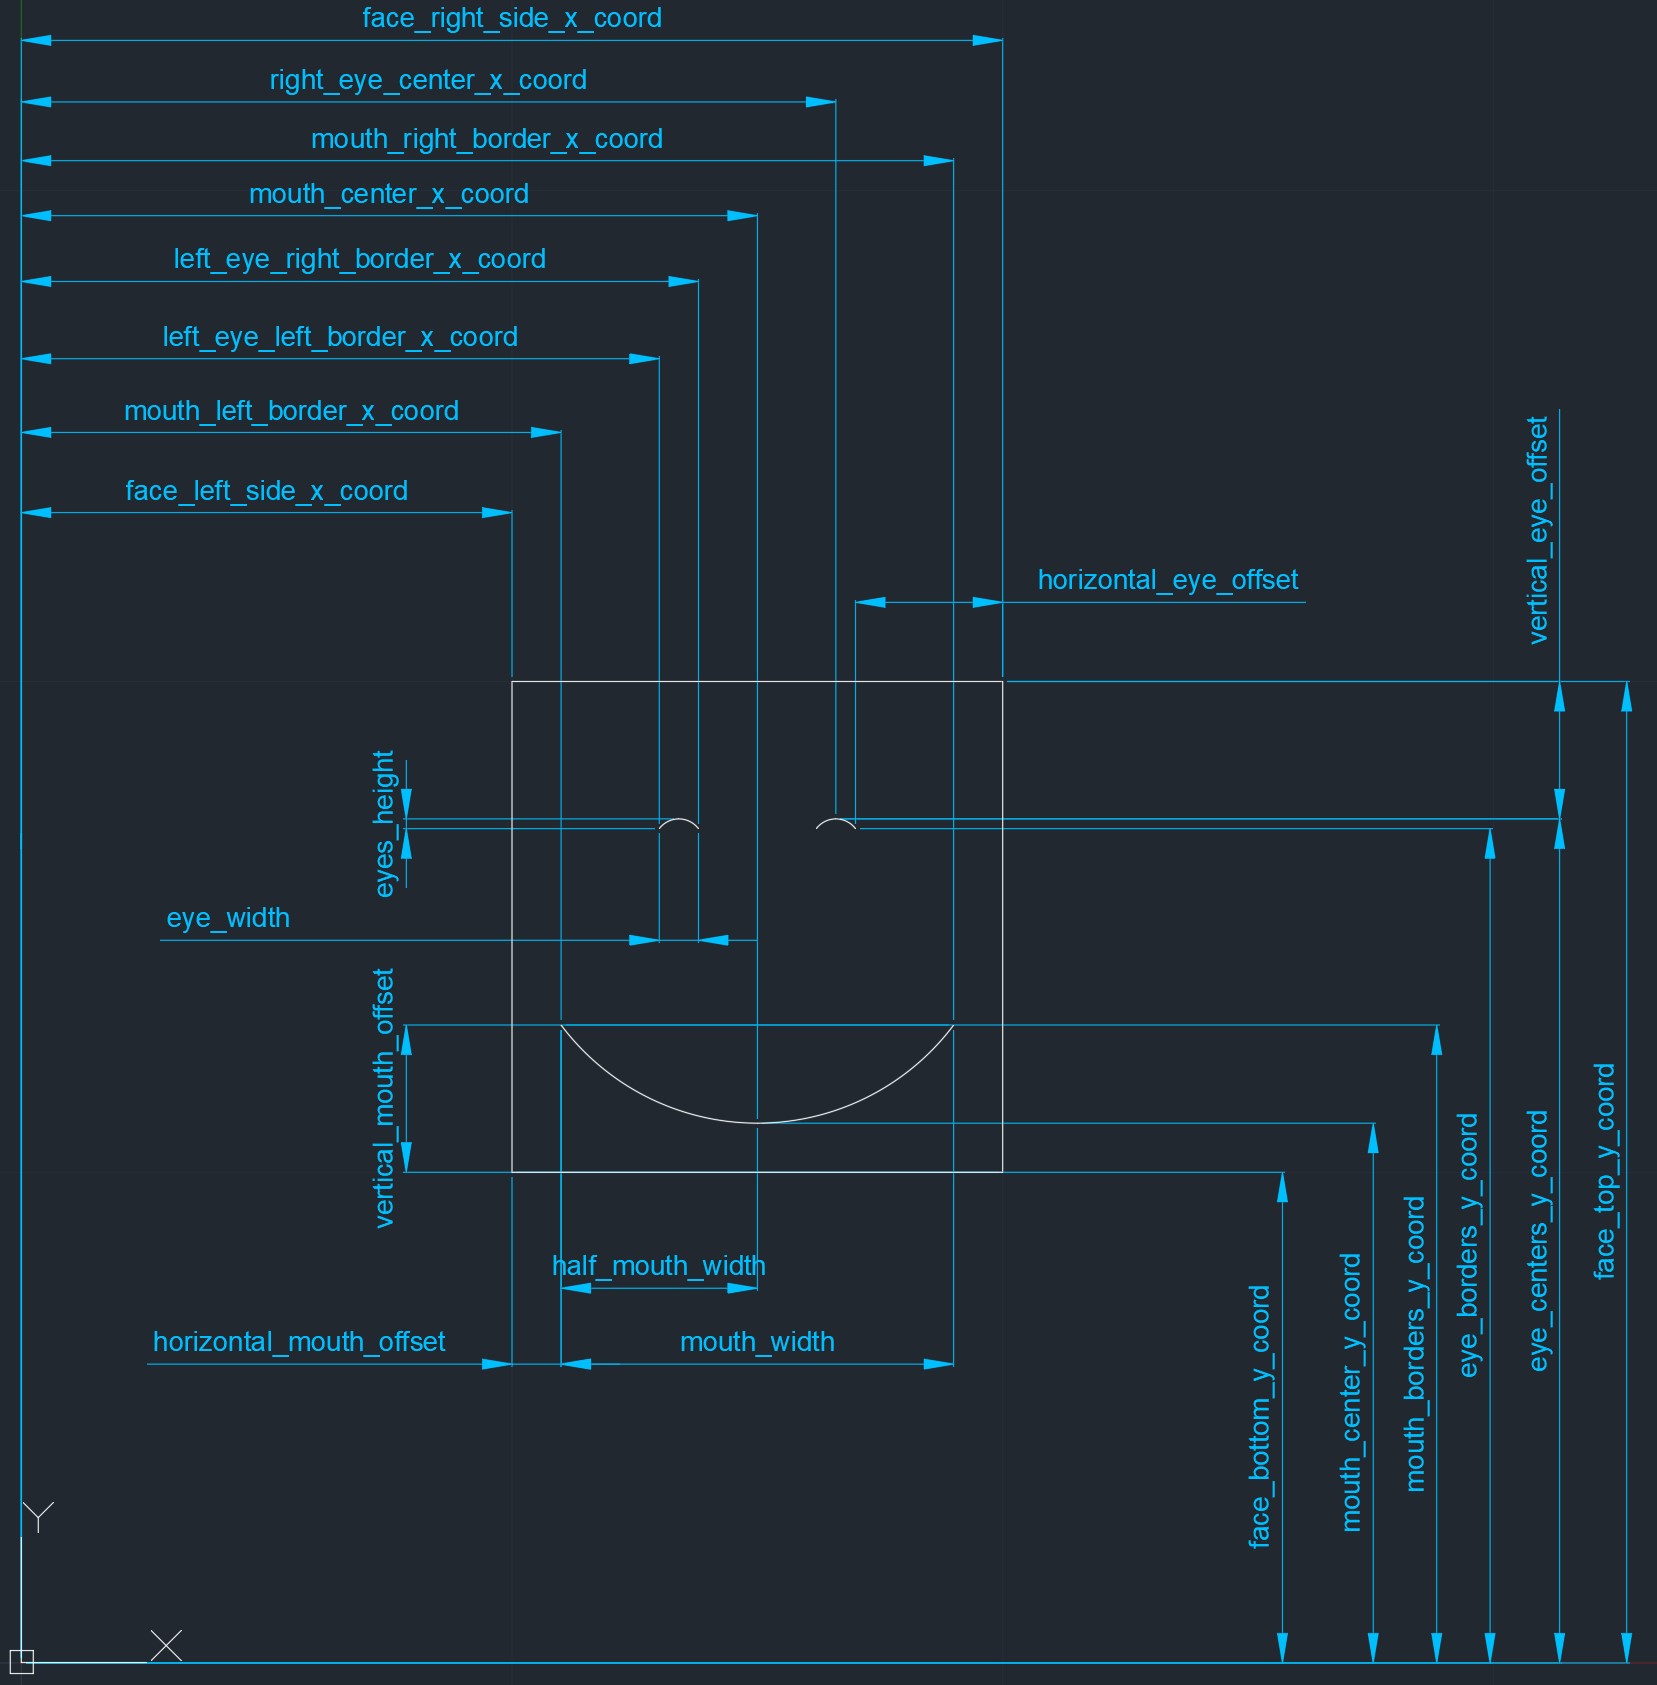 face_right_side_x_coord
right_eye_center_x_coord
mouth_right_border_x_coord
mouth_center_x_coord
left_eye_right_border_x_coord
left_eye_left_border_x_coord
mouth_left_border_x_coord
face_left_side_x_coord
vertical_eye_offset
horizontal_eye_offset
eyes_height
eye_width
vertical_mouth_offset
half_mouth_width
horizontal_mouth_offset
mouth_width
face_bottom_y_coord
mouth_center_y_coord
mouth_borders_y_coord
eye_borders_y_coord
eye_centers_y_coord
face_top_y_coord
Y
X